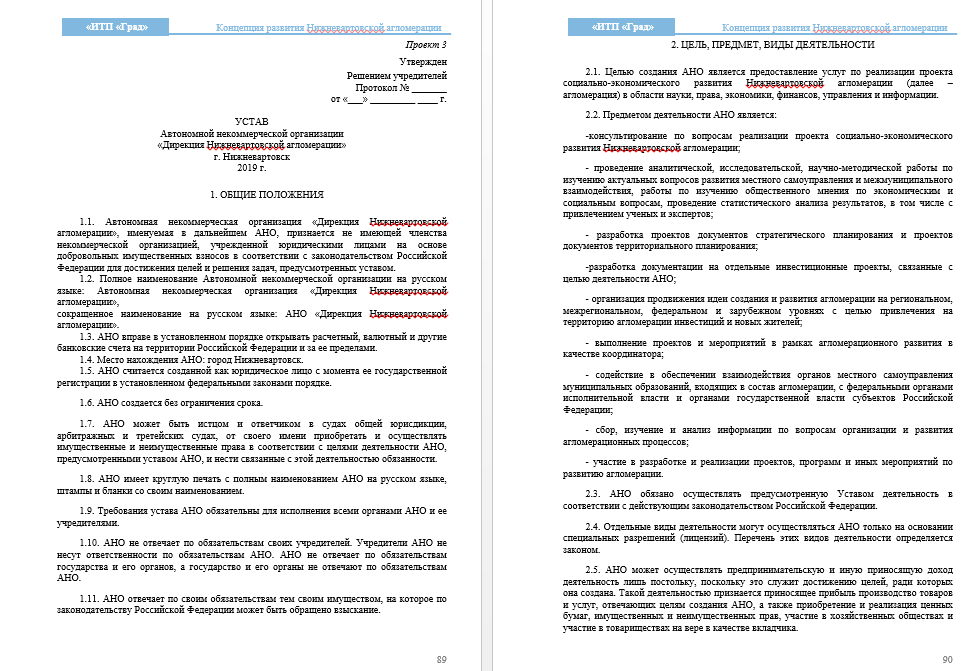 «ИТП «Град»
Концепция развития Нижневартовской агломерации
Проект 3
Утвержден
Решением учредителей
Протокол № _______
от «___» _________ ____ г.
УСТАВ
Автономной некоммерческой организации
«Дирекция Нижневартовской агломерации»
г. Нижневартовск
2019 г.
1. ОБЩИЕ ПОЛОЖЕНИЯ
1.1. Автономная некоммерческая организация «Дирекция Нижневартовской
агломерации», именуемая в дальнейшем АНО, признается не имеющей членства
некоммерческой организацией, учрежденной юридическими лицами на основе
добровольных имущественных взносов в соответствии с законодательством Российской
Федерации для достижения целей и решения задач, предусмотренных уставом.
1.2. Полное наименование Автономной некоммерческой организации на русском
языке: Автономная некоммерческая организация «Дирекция Нижневартовской
агломерации»,
сокращенное наименование на русском языке: АНО «Дирекция Нижневартовской
агломерации».
1.3. АНО вправе в установленном порядке открывать расчетный, валютный и другие
банковские счета на территории Российской Федерации и за ее пределами.
1.4. Место нахождения АНО: город Нижневартовск.
1.5. АНО считается созданной как юридическое лицо с момента ее государственной
регистрации в установленном федеральными законами порядке.
1.6. АНО создается без ограничения срока.
1.7. АНО может быть истцом и ответчиком в судах общей юрисдикции,
арбитражных и третейских судах, от своего имени приобретать и осуществлять
имущественные и неимущественные права в соответствии с целями деятельности АНО,
предусмотренными уставом АНО, и нести связанные с этой деятельностью обязанности.
1.8. АНО имеет круглую печать с полным наименованием АНО на русском языке,
штампы и бланки со своим наименованием.
1.9. Требования устава АНО обязательны для исполнения всеми органами АНО и ее
учредителями.
1.10. АНО не отвечает по обязательствам своих учредителей. Учредители АНО не
несут ответственности по обязательствам АНО. АНО не отвечает по обязательствам
государства и его органов, а государство и его органы не отвечают по обязательствам
АНО.
1.11. АНО отвечает по своим обязательствам тем своим имуществом, на которое по
законодательству Российской Федерации может быть обращено взыскание.
89
«ИТП «Град»
Концепция развития Нижневартовской агломерации
2. ЦЕЛЬ, ПРЕДМЕТ, ВИДЫ ДЕЯТЕЛЬНОСТИ
2.1. Целью создания АНО является предоставление услуг по реализации проекта
социально-экономического развития Нижневартовской агломерации (далее –
агломерация) в области науки, права, экономики, финансов, управления и информации.
2.2. Предметом деятельности АНО является:
-консультирование по вопросам реализации проекта социально-экономического
развития Нижневартовской агломерации;
- проведение аналитической, исследовательской, научно-методической работы по
изучению актуальных вопросов развития местного самоуправления и межмуниципального
взаимодействия, работы по изучению общественного мнения по экономическим и
социальным вопросам, проведение статистического анализа результатов, в том числе с
привлечением ученых и экспертов;
- разработка проектов документов стратегического планирования и проектов
документов территориального планирования;
-разработка документации на отдельные инвестиционные проекты, связанные с
целью деятельности АНО;
- организация продвижения идеи создания и развития агломерации на региональном,
межрегиональном, федеральном и зарубежном уровнях с целью привлечения на
территорию агломерации инвестиций и новых жителей;
- выполнение проектов и мероприятий в рамках агломерационного развития в
качестве координатора;
- содействие в обеспечении взаимодействия органов местного самоуправления
муниципальных образований, входящих в состав агломерации, с федеральными органами
исполнительной власти и органами государственной власти субъектов Российской
Федерации;
- сбор, изучение и анализ информации по вопросам организации и развития
агломерационных процессов;
- участие в разработке и реализации проектов, программ и иных мероприятий по
развитию агломерации.
2.3. АНО обязано осуществлять предусмотренную Уставом деятельность в
соответствии с действующим законодательством Российской Федерации.
2.4. Отдельные виды деятельности могут осуществляться АНО только на основании
специальных разрешений (лицензий). Перечень этих видов деятельности определяется
законом.
2.5. АНО может осуществлять предпринимательскую и иную приносящую доход
деятельность лишь постольку, поскольку это служит достижению целей, ради которых
она создана. Такой деятельностью признается приносящее прибыль производство товаров
и услуг, отвечающих целям создания АНО, а также приобретение и реализация ценных
бумаг, имущественных и неимущественных прав, участие в хозяйственных обществах и
участие в товариществах на вере в качестве вкладчика.
90